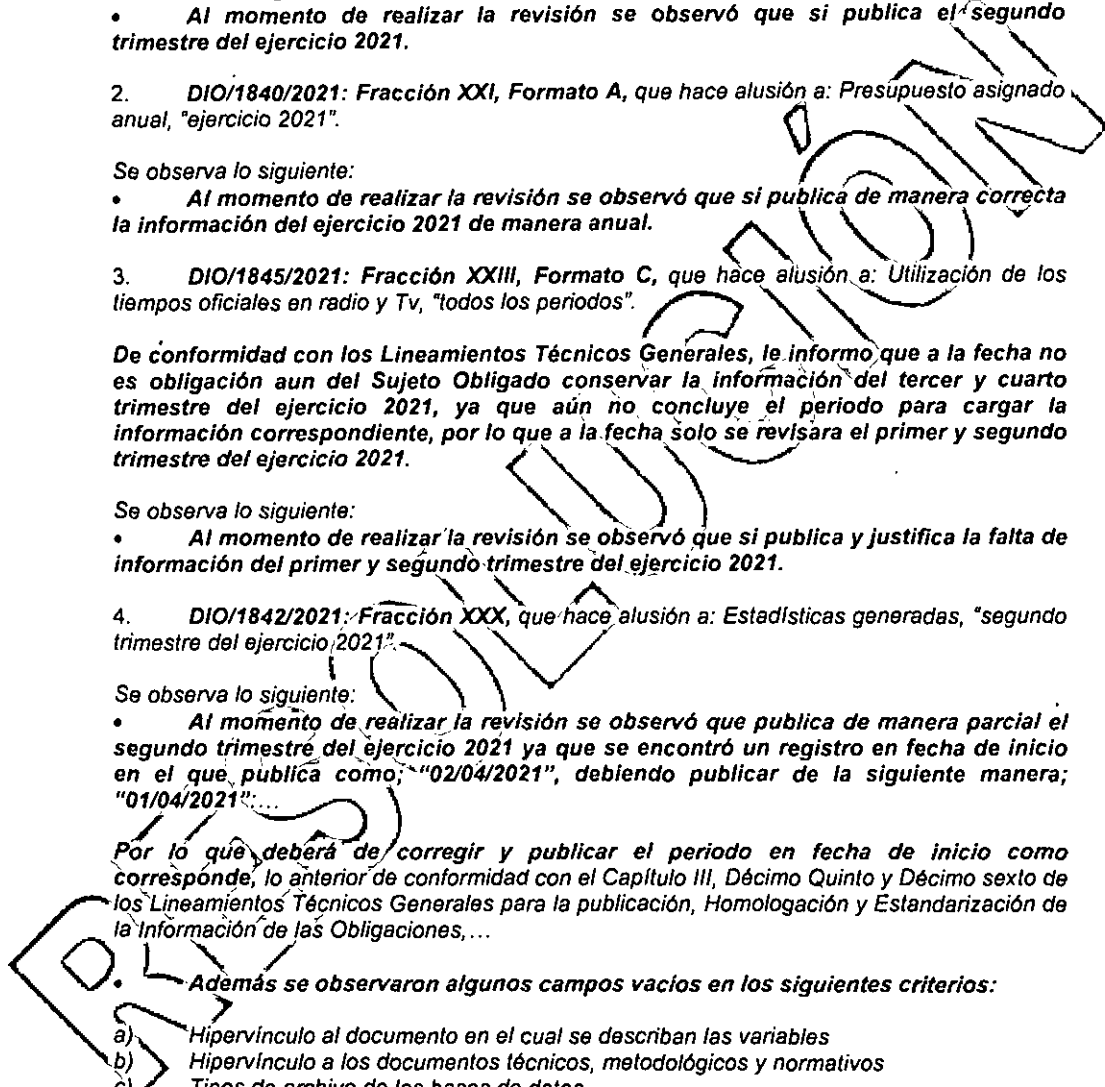 • Al momento de realizar la revisión se observó que si publica el segundo
trimestre del ejercicio 2021.
2. DIO/1840/2021: Fracción XXI, Formato A, que hace alusión a: Presupuesto asignado
anual, "ejercicio 2021".
Se observa lo siguiente:
• Al momento de realizar la revisión se observó que si publica de manera correcta
la información del ejercicio 2021 de manera anual.
3. DIO/1845/2021: Fracción XXIII, Formato C, que hace alusión a: Utilización de los
tiempos oficiales en radio y Tv, "todos los periodos".
De conformidad con los Lineamientos Técnicos Generales, le informo que a la fecha no
es obligación aun del Sujeto Obligado conservar la información del tercer y cuarto
trimestre del ejercicio 2021, ya que aún no concluye el periodo para cargar la
información correspondiente, por lo que a la fecha solo se revisara el primer y segundo
trimestre del ejercicio 2021.
Se observa lo siguiente:
• Al momento de realizar la revisión se observó que si publica y justifica la falta de
información del primer y segundo trimestre del ejercicio 2021.
4. DIO/1842/2021: Fracción XXX, que hace alusión a: Estadísticas generadas, "segundo
trimestre del ejercicio 2021".
Se observa lo siguiente:
• Al momento de realizar la revisión se observó que publica de manera parcial el
segundo trimestre del ejercicio 2021 ya que se encontró un registro en fecha de inicio
en el que publica como; "02/04/2021", debiendo publicar de la siguiente manera;
"01/04/2021":...
Por lo que deberá de corregir y publicar el periodo en fecha de inicio como
corresponde, lo anterior de conformidad con el Capítulo III, Décimo Quinto y Décimo sexto de
los Lineamientos Técnicos Generales para la publicación, Homologación y Estandarización de
la Información de las Obligaciones,...
• Además se observaron algunos campos vacíos en los siguientes criterios:
a) Hipervínculo al documento en el cual se describan las variables
b) Hipervínculo a los documentos técnicos, metodológicos y normativos
c) Tipos de archivo de las bases de datos
RESOLUCIÓN